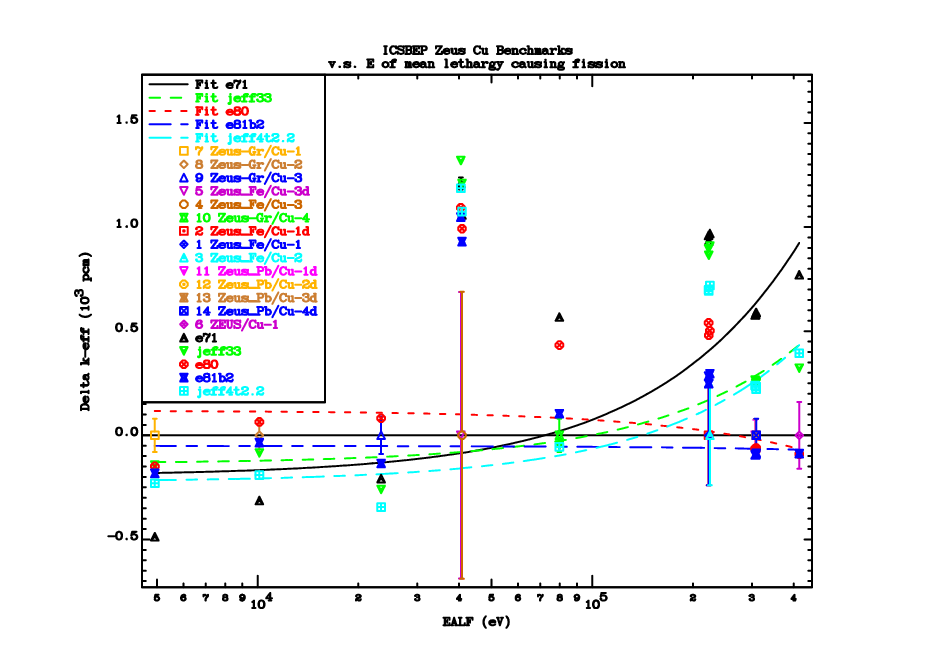 ICSBEP Zeus Cu Benchmarks
v.s. E of mean lethargy causing fission
Fit e71
Fit jeff33
Fit e80
Fit e81b2
Fit jeff4t2.2
7 Zeus-Gr/Cu-1
8 Zeus-Gr/Cu-2
9 Zeus-Gr/Cu-3
5 Zeus_Fe/Cu-3d
4 Zeus_Fe/Cu-3
10 Zeus-Gr/Cu-4
2 Zeus_Fe/Cu-1d
1 Zeus_Fe/Cu-1
3 Zeus_Fe/Cu-2
11 Zeus_Pb/Cu-1d
12 Zeus_Pb/Cu-2d
13 Zeus_Pb/Cu-3d
14 Zeus_Pb/Cu-4d
6 ZEUS/Cu-1
e71
jeff33
e80
e81b2
jeff4t2.2
1.5
1.0
0.5
0.0
-0.5
Delta k-eff (10³ pcm)
5 6 7 8 9 10⁴ 2 3 4 5 6 7 8 9 10⁵ 2 3 4
EALF (eV)